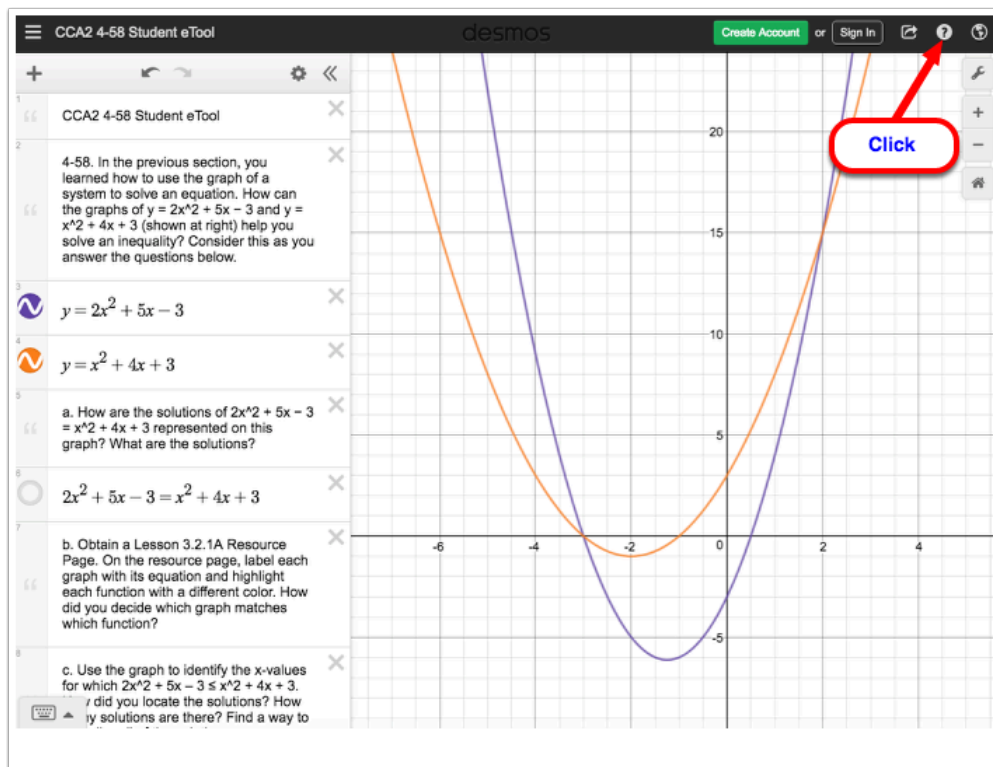 CCA2 4-58 Student eTool
desmos
Create Account or Sign In
?
Click
1
CCA2 4-58 Student eTool
2
4-58. In the previous section, you
learned how to use the graph of a
system to solve an equation. How can
the graphs of y = 2x^2 + 5x − 3 and y =
x^2 + 4x + 3 (shown at right) help you
solve an inequality? Consider this as you
answer the questions below.
3
y = 2x² + 5x − 3
4
y = x² + 4x + 3
5
a. How are the solutions of 2x^2 + 5x − 3
= x^2 + 4x + 3 represented on this
graph? What are the solutions?
6
2x² + 5x − 3 = x² + 4x + 3
7
b. Obtain a Lesson 3.2.1A Resource
Page. On the resource page, label each
graph with its equation and highlight
each function with a different color. How
did you decide which graph matches
which function?
8
c. Use the graph to identify the x-values
for which 2x^2 + 5x − 3 ≤ x^2 + 4x + 3.
did you locate the solutions? How
solutions are there? Find a way to
20
15
10
5
-6 -4 -2 0 2 4
-5